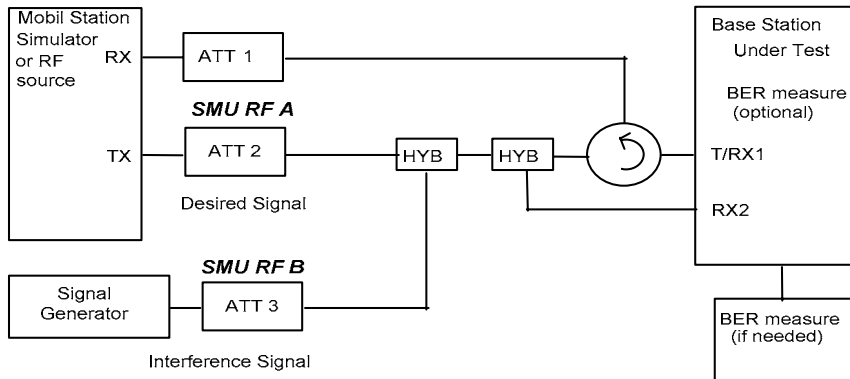 Mobil Station
Simulator
or RF
source
RX
TX
ATT 1
SMU RF A
ATT 2
Desired Signal
HYB
HYB
Base Station
Under Test
BER measure
(optional)
T/RX1
RX2
Signal
Generator
SMU RF B
ATT 3
Interference Signal
BER measure
(if needed)